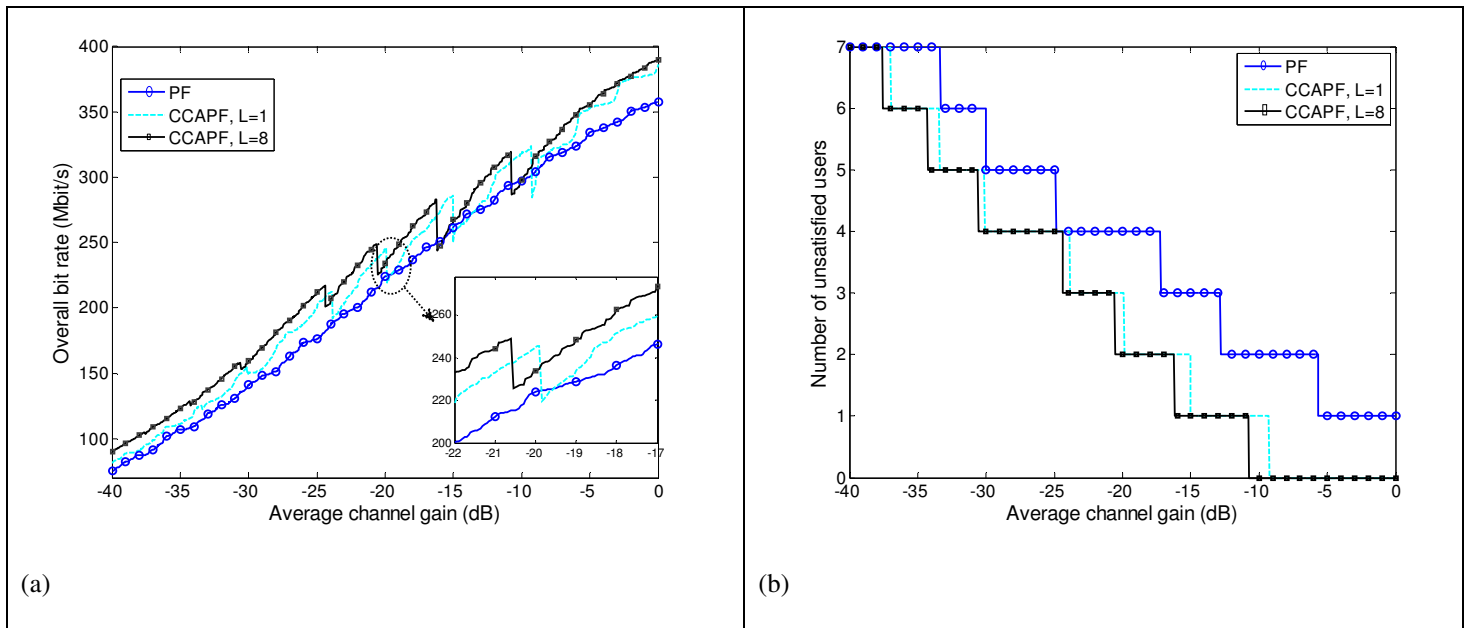 400
350
300
250
200
150
100
Overall bit rate (Mbit/s)
PF
CCAPF, L=1
CCAPF, L=8
260
240
220
200
-22 -21 -20 -19 -18 -17
-40 -35 -30 -25 -20 -15 -10 -5 0
Average channel gain (dB)
(a)
7
6
5
4
3
2
1
0
Number of unsatisfied users
PF
CCAPF, L=1
CCAPF, L=8
-40 -35 -30 -25 -20 -15 -10 -5 0
Average channel gain (dB)
(b)